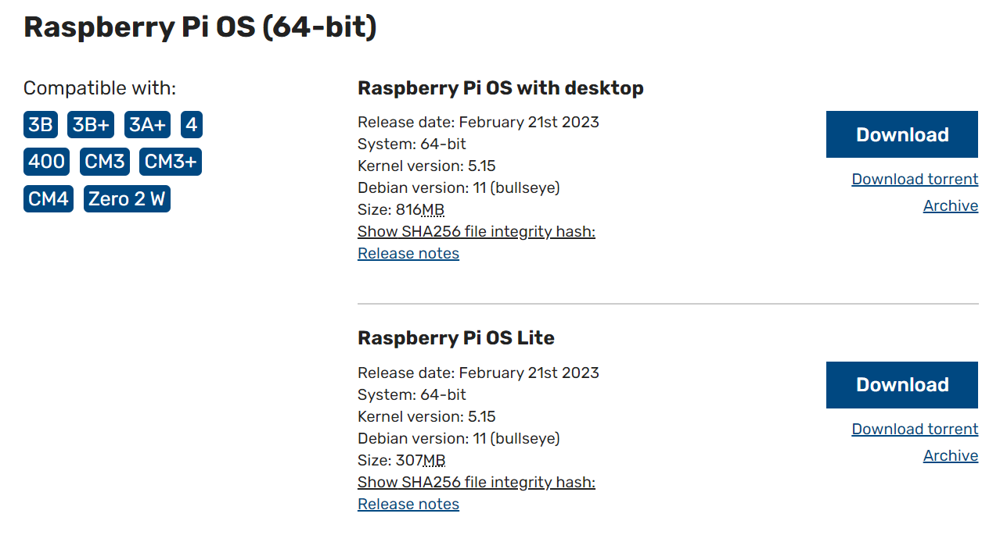 Raspberry Pi OS (64-bit)
Compatible with:
3B 3B+ 3A+ 4
400 CM3 CM3+
CM4 Zero 2 W
Raspberry Pi OS with desktop
Release date: February 21st 2023
System: 64-bit
Kernel version: 5.15
Debian version: 11 (bullseye)
Size: 816MB
Show SHA256 file integrity hash:
Release notes
Download
Download torrent
Archive
Raspberry Pi OS Lite
Release date: February 21st 2023
System: 64-bit
Kernel version: 5.15
Debian version: 11 (bullseye)
Size: 307MB
Show SHA256 file integrity hash:
Release notes
Download
Download torrent
Archive